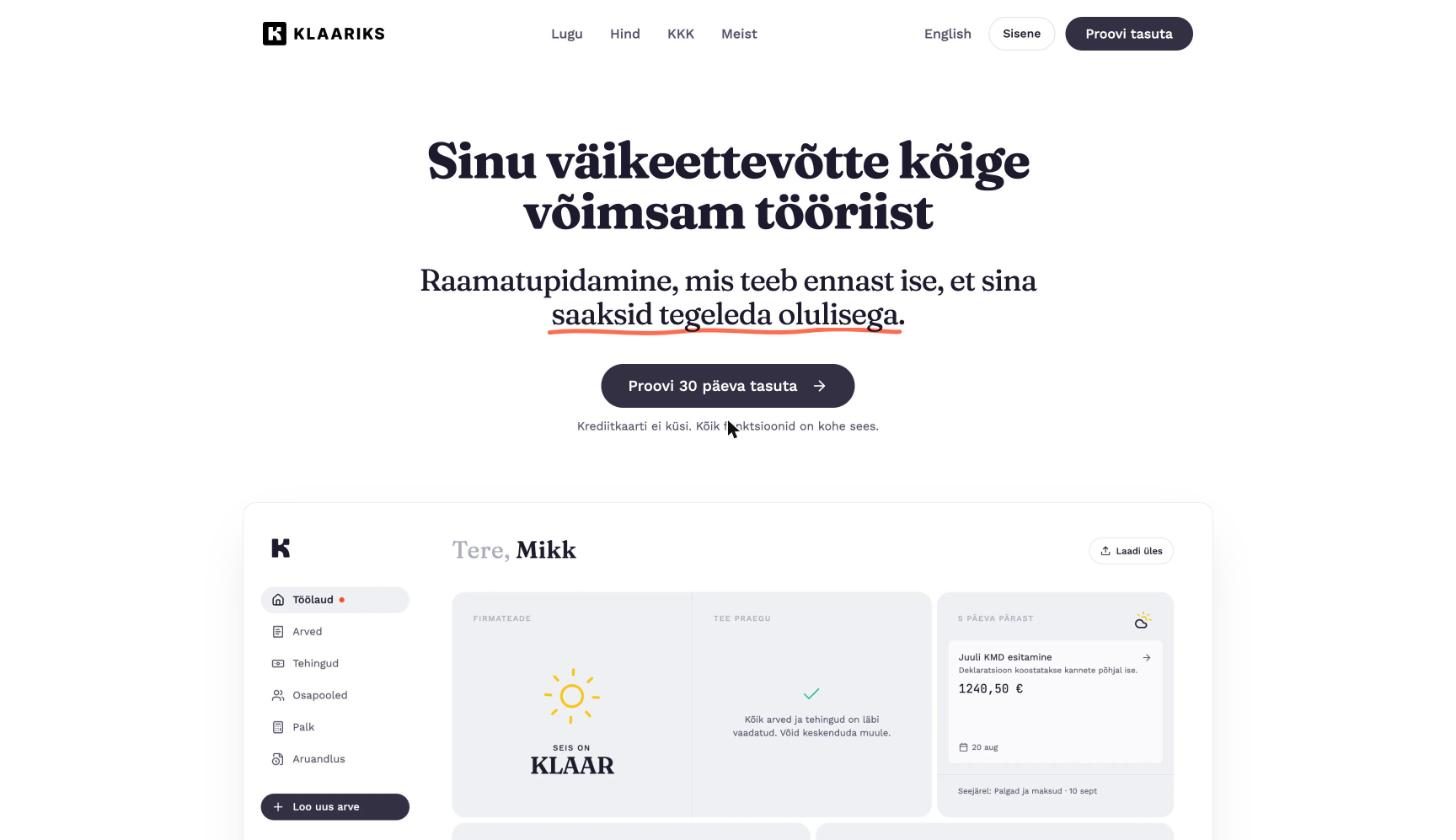 KLAARIKS
Lugu Hind KKK Meist
English Sisene Proovi tasuta
Sinu väikeettevõtte kõige
võimsam tööriist
Raamatupidamine, mis teeb ennast ise, et sina
saaksid tegeleda olulisega.
Proovi 30 päeva tasuta
Krediitkaarti ei küsi. Kõik funktsioonid on kohe sees.
Tere, Mikk
Laadi üles
Töölaud
Arved
Tehingud
Osapooled
Palk
Aruandlus
Loo uus arve
FIRMATEADE
SEIS ON
KLAAR
TEE PRAEGU
Kõik arved ja tehingud on läbi
vaadatud. Võid keskenduda muule.
5 PÄEVA PÄRAST
Juuli KMD esitamine
Deklaratsioon koostatakse kannete põhjal ise.
1240,50 €
20 aug
Seejärel: Palgad ja maksud · 10 sept